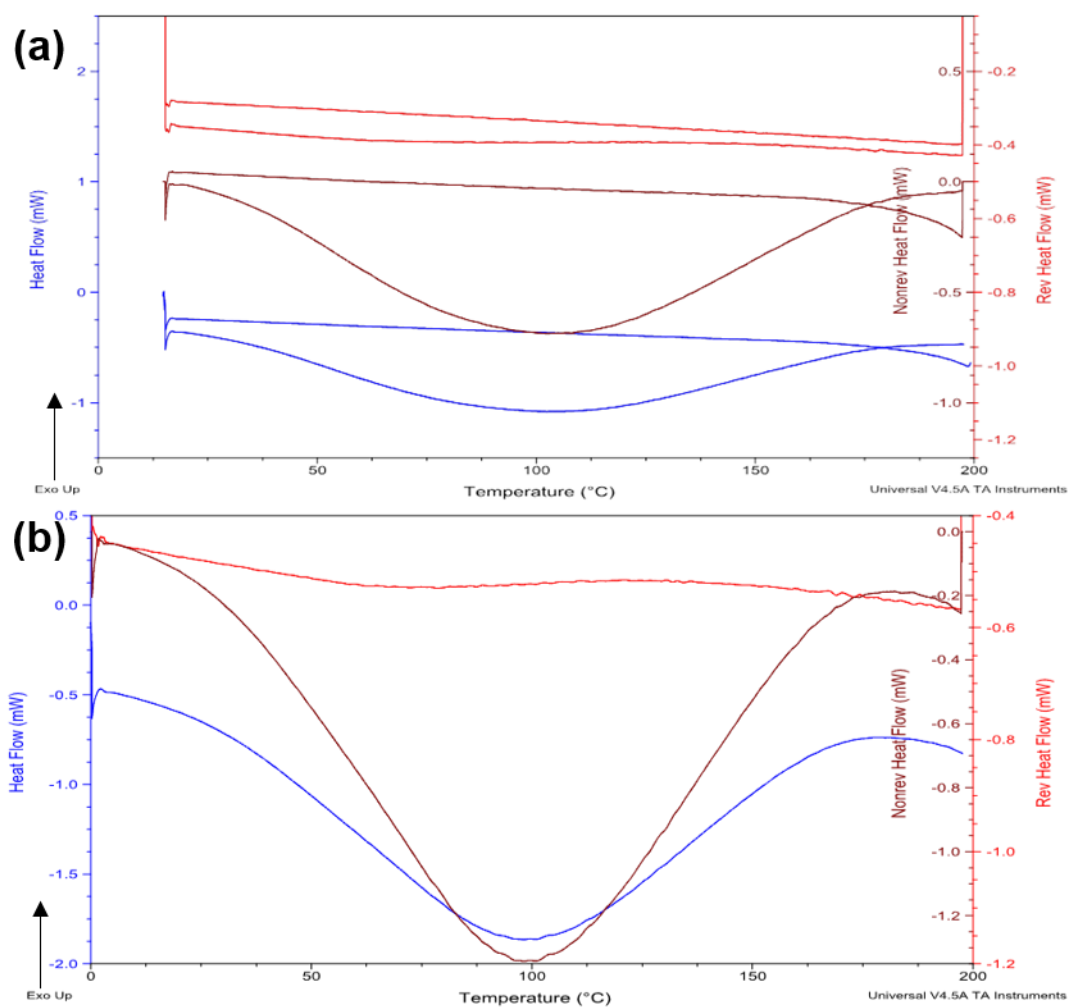 (a)
2
1
0
-1
Heat Flow (mW)
0.5
0.0
-0.5
-1.0
Nonrev Heat Flow (mW)
-0.2
-0.4
-0.6
-0.8
-1.0
-1.2
Rev Heat Flow (mW)
0 50 100 150 200
Exo Up
Temperature (°C)
Universal V4.5A TA Instruments
(b)
0.5
0.0
-0.5
-1.0
-1.5
-2.0
Heat Flow (mW)
0.0
-0.2
-0.4
-0.6
-0.8
-1.0
-1.2
Nonrev Heat Flow (mW)
-0.4
-0.6
-0.8
-1.0
-1.2
Rev Heat Flow (mW)
0 50 100 150 200
Exo Up
Temperature (°C)
Universal V4.5A TA Instruments